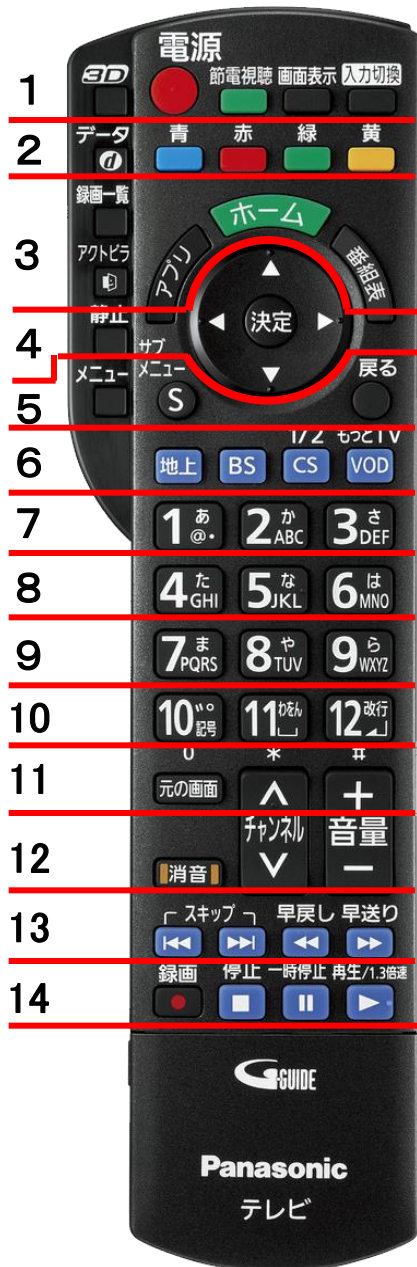 電源
1 3D 節電視聴 画面表示 入力切換
2 データ d 青 赤 緑 黄
録画一覧 ホーム
3 アクトビラ アプリ 番組表
決定
4 静止
サブメニュー 戻る
5 メニュー S
1/2 もっとTV
6 地上 BS CS VOD
7 1 あ @. 2 か ABC 3 さ DEF
8 4 た GHI 5 な JKL 6 は MNO
9 7 ま PQRS 8 や TUV 9 ら WXYZ
10 10 ゛゜ 記号 11 わをん 12 改行
0 * #
11 元の画面 ∧ +
チャンネル 音量
12 消音 ∨ −
13 スキップ 早戻し 早送り
14 録画 停止 一時停止 再生/1.3倍速
G-GUIDE
Panasonic
テレビ